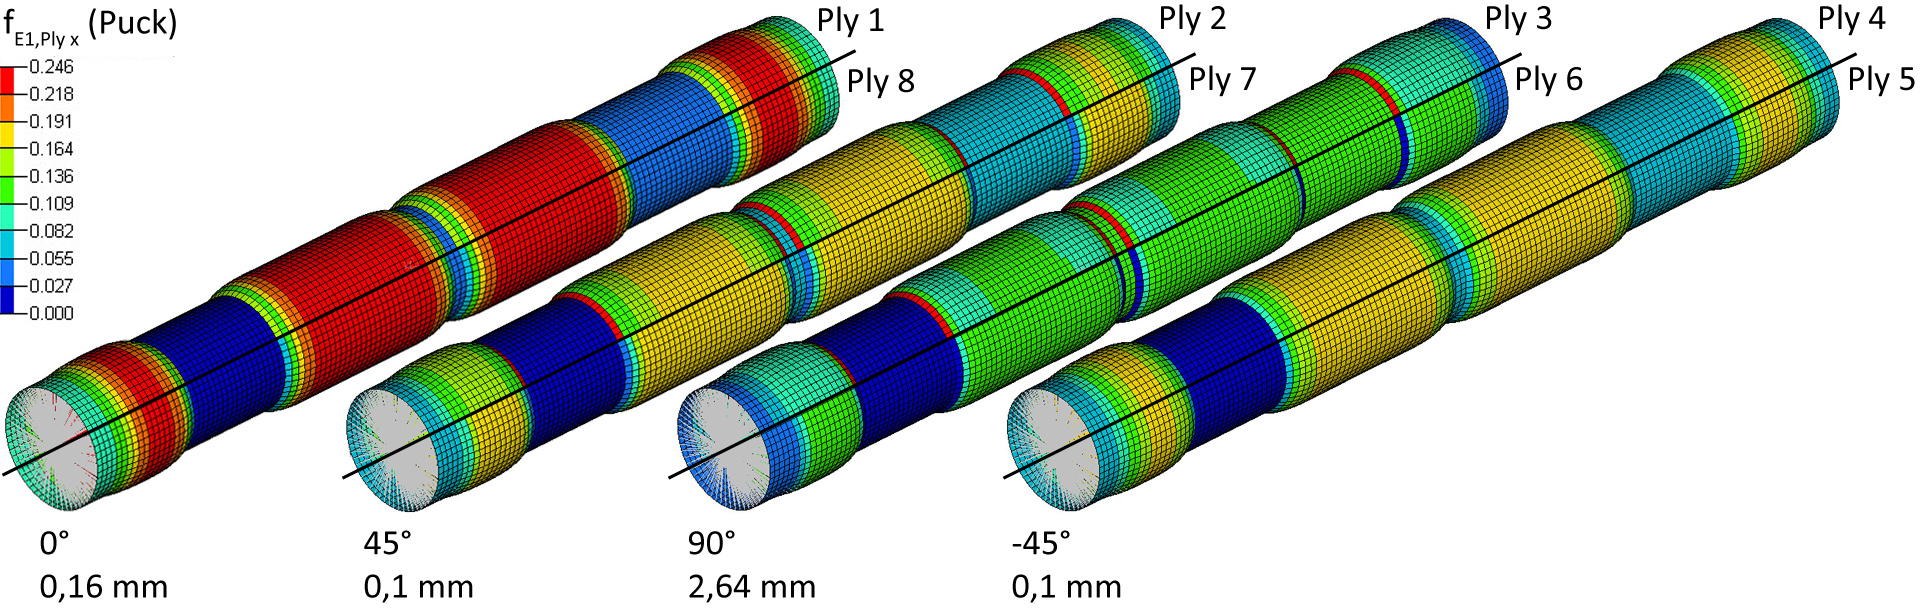 f E1,Ply x (Puck)
0.246
0.218
0.191
0.164
0.136
0.109
0.082
0.055
0.027
0.000
Ply 1
Ply 8
Ply 2
Ply 7
Ply 3
Ply 6
Ply 4
Ply 5
0°
0,16 mm
45°
0,1 mm
90°
2,64 mm
-45°
0,1 mm